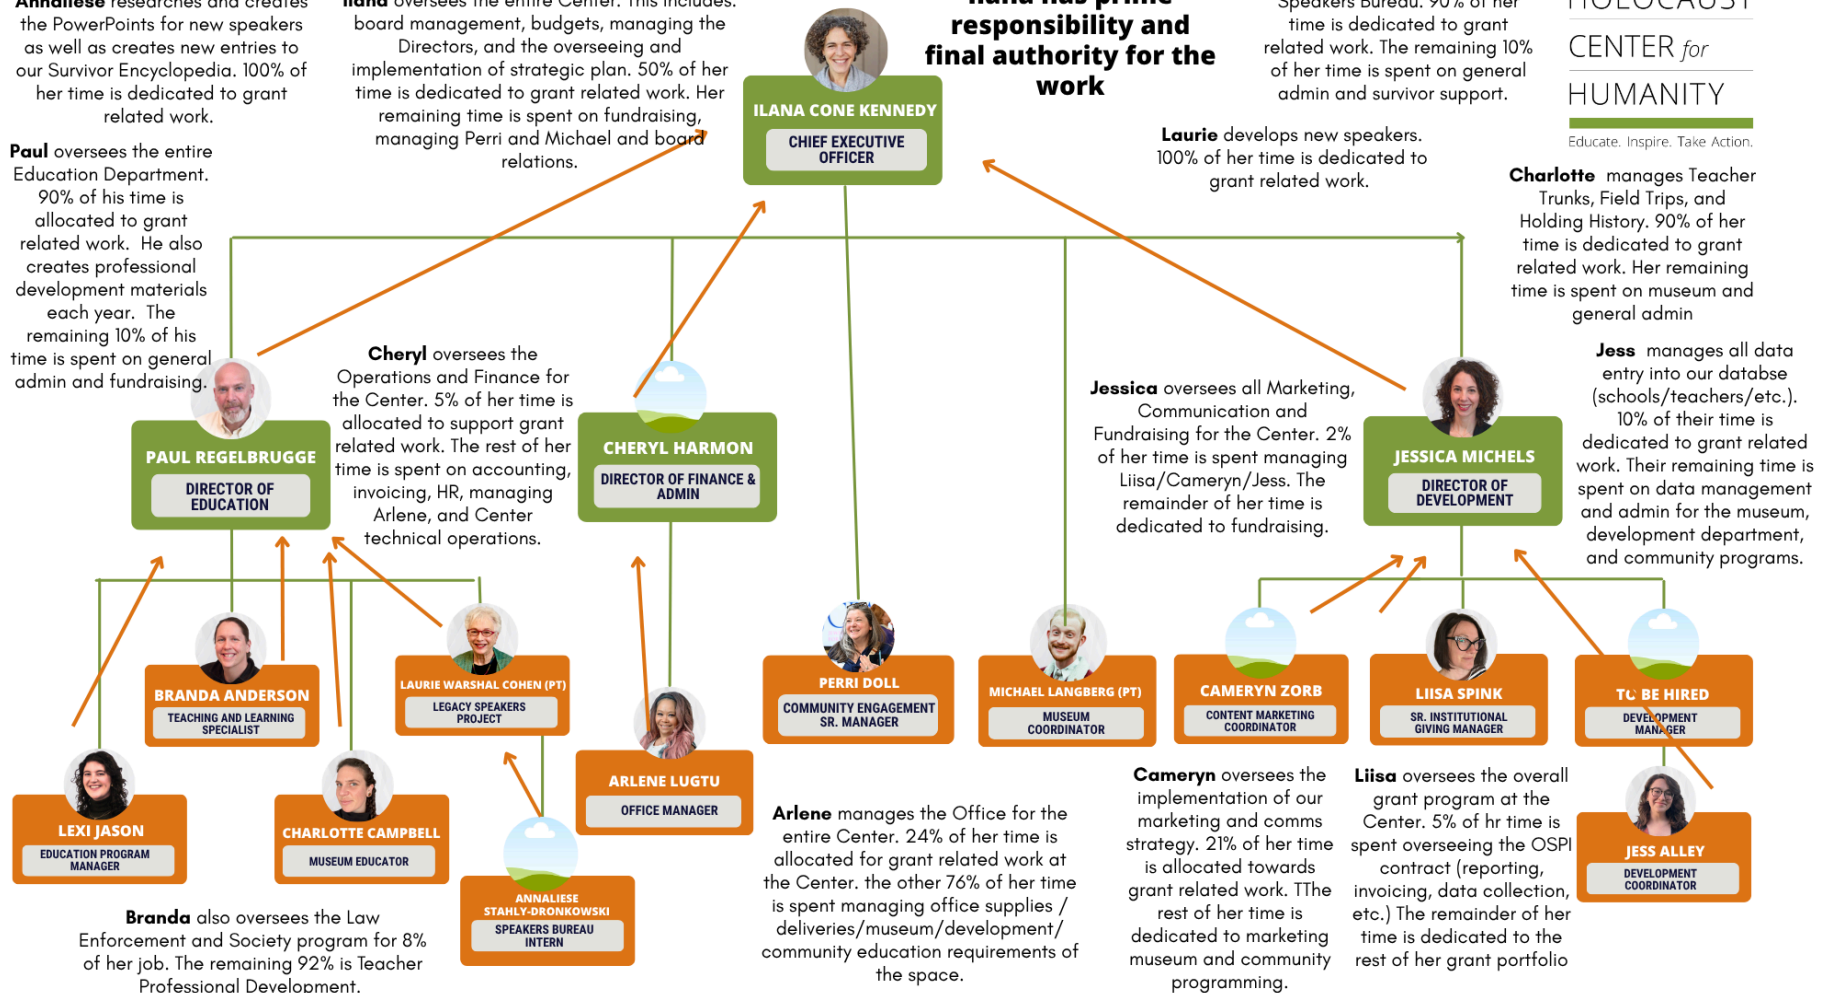 Annaliese researches and creates
the PowerPoints for new speakers
as well as creates new entries to
our Survivor Encyclopedia. 100% of
her time is dedicated to grant
related work.
Ilana oversees the entire Center. This includes:
board management, budgets, managing the
Directors, and the overseeing and
implementation of strategic plan. 50% of her
time is dedicated to grant related work. Her
remaining time is spent on fundraising,
managing Perri and Michael and board
relations.
Ilana has prime
responsibility and
final authority for the
work
Speakers Bureau. 90% of her
time is dedicated to grant
related work. The remaining 10%
of her time is spent on general
admin and survivor support.
HOLOCAUST
CENTER for
HUMANITY
Educate. Inspire. Take Action.
ILANA CONE KENNEDY
CHIEF EXECUTIVE
OFFICER
Laurie develops new speakers.
100% of her time is dedicated to
grant related work.
Paul oversees the entire
Education Department.
90% of his time is
allocated to grant
related work. He also
creates professional
development materials
each year. The
remaining 10% of his
time is spent on general
admin and fundraising.
Charlotte manages Teacher
Trunks, Field Trips, and
Holding History. 90% of her
time is dedicated to grant
related work. Her remaining
time is spent on museum and
general admin
Cheryl oversees the
Operations and Finance for
the Center. 5% of her time is
allocated to support grant
related work. The rest of her
time is spent on accounting,
invoicing, HR, managing
Arlene, and Center
technical operations.
Jessica oversees all Marketing,
Communication and
Fundraising for the Center. 2%
of her time is spent managing
Liisa/Cameryn/Jess. The
remainder of her time is
dedicated to fundraising.
Jess manages all data
entry into our databse
(schools/teachers/etc.).
10% of their time is
dedicated to grant related
work. Their remaining time is
spent on data management
and admin for the museum,
development department,
and community programs.
PAUL REGELBRUGGE
DIRECTOR OF
EDUCATION
CHERYL HARMON
DIRECTOR OF FINANCE &
ADMIN
JESSICA MICHELS
DIRECTOR OF
DEVELOPMENT
BRANDA ANDERSON
TEACHING AND LEARNING
SPECIALIST
LAURIE WARSHAL COHEN (PT)
LEGACY SPEAKERS
PROJECT
PERRI DOLL
COMMUNITY ENGAGEMENT
SR. MANAGER
MICHAEL LANGBERG (PT)
MUSEUM
COORDINATOR
CAMERYN ZORB
CONTENT MARKETING
COORDINATOR
LIISA SPINK
SR. INSTITUTIONAL
GIVING MANAGER
TO BE HIRED
DEVELOPMENT
MANAGER
LEXI JASON
EDUCATION PROGRAM
MANAGER
CHARLOTTE CAMPBELL
MUSEUM EDUCATOR
ARLENE LUGTU
OFFICE MANAGER
ANNALIESE
STAHLY-DRONKOWSKI
SPEAKERS BUREAU
INTERN
JESS ALLEY
DEVELOPMENT
COORDINATOR
Branda also oversees the Law
Enforcement and Society program for 8%
of her job. The remaining 92% is Teacher
Professional Development.
Arlene manages the Office for the
entire Center. 24% of her time is
allocated for grant related work at
the Center. the other 76% of her time
is spent managing office supplies /
deliveries/museum/development/
community education requirements of
the space.
Cameryn oversees the
implementation of our
marketing and comms
strategy. 21% of her time
is allocated towards
grant related work. TThe
rest of her time is
dedicated to marketing
museum and community
programming.
Liisa oversees the overall
grant program at the
Center. 5% of hr time is
spent overseeing the OSPI
contract (reporting,
invoicing, data collection,
etc.) The remainder of her
time is dedicated to the
rest of her grant portfolio